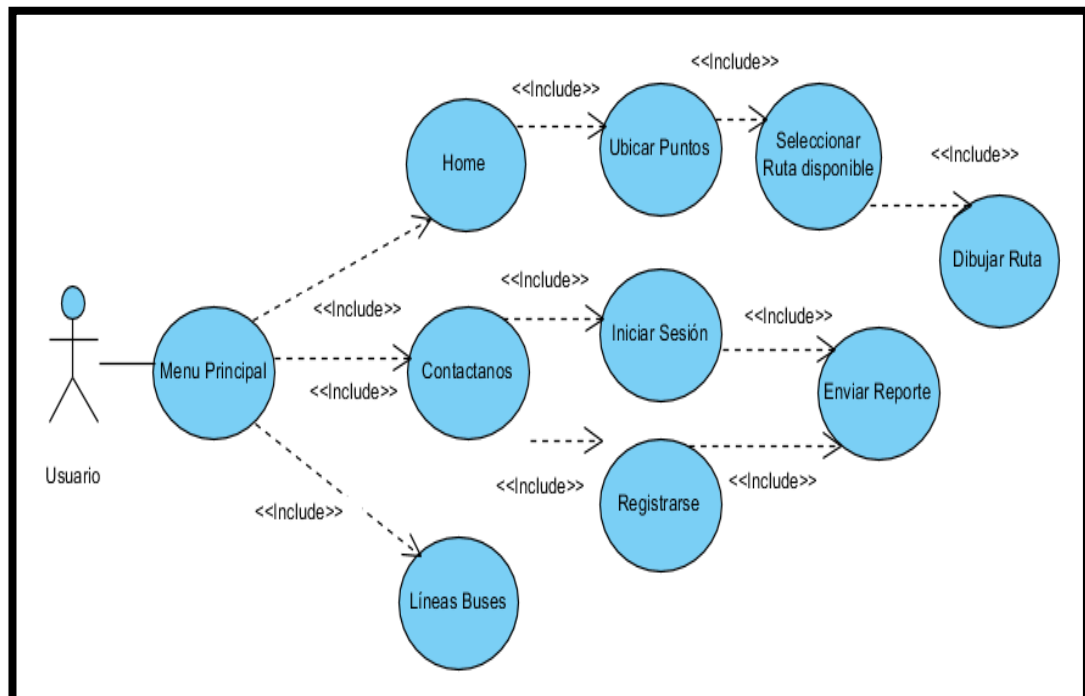 <<Include>>
<<Include>>
Home
Ubicar Puntos
Seleccionar
Ruta disponible
<<Include>>
Dibujar Ruta
<<Include>>
<<Include>>
Iniciar Sesión
<<Include>>
Menu Principal
Contactanos
<<Include>>
Enviar Reporte
Usuario
<<Include>>
<<Include>>
Registrarse
<<Include>>
Líneas Buses